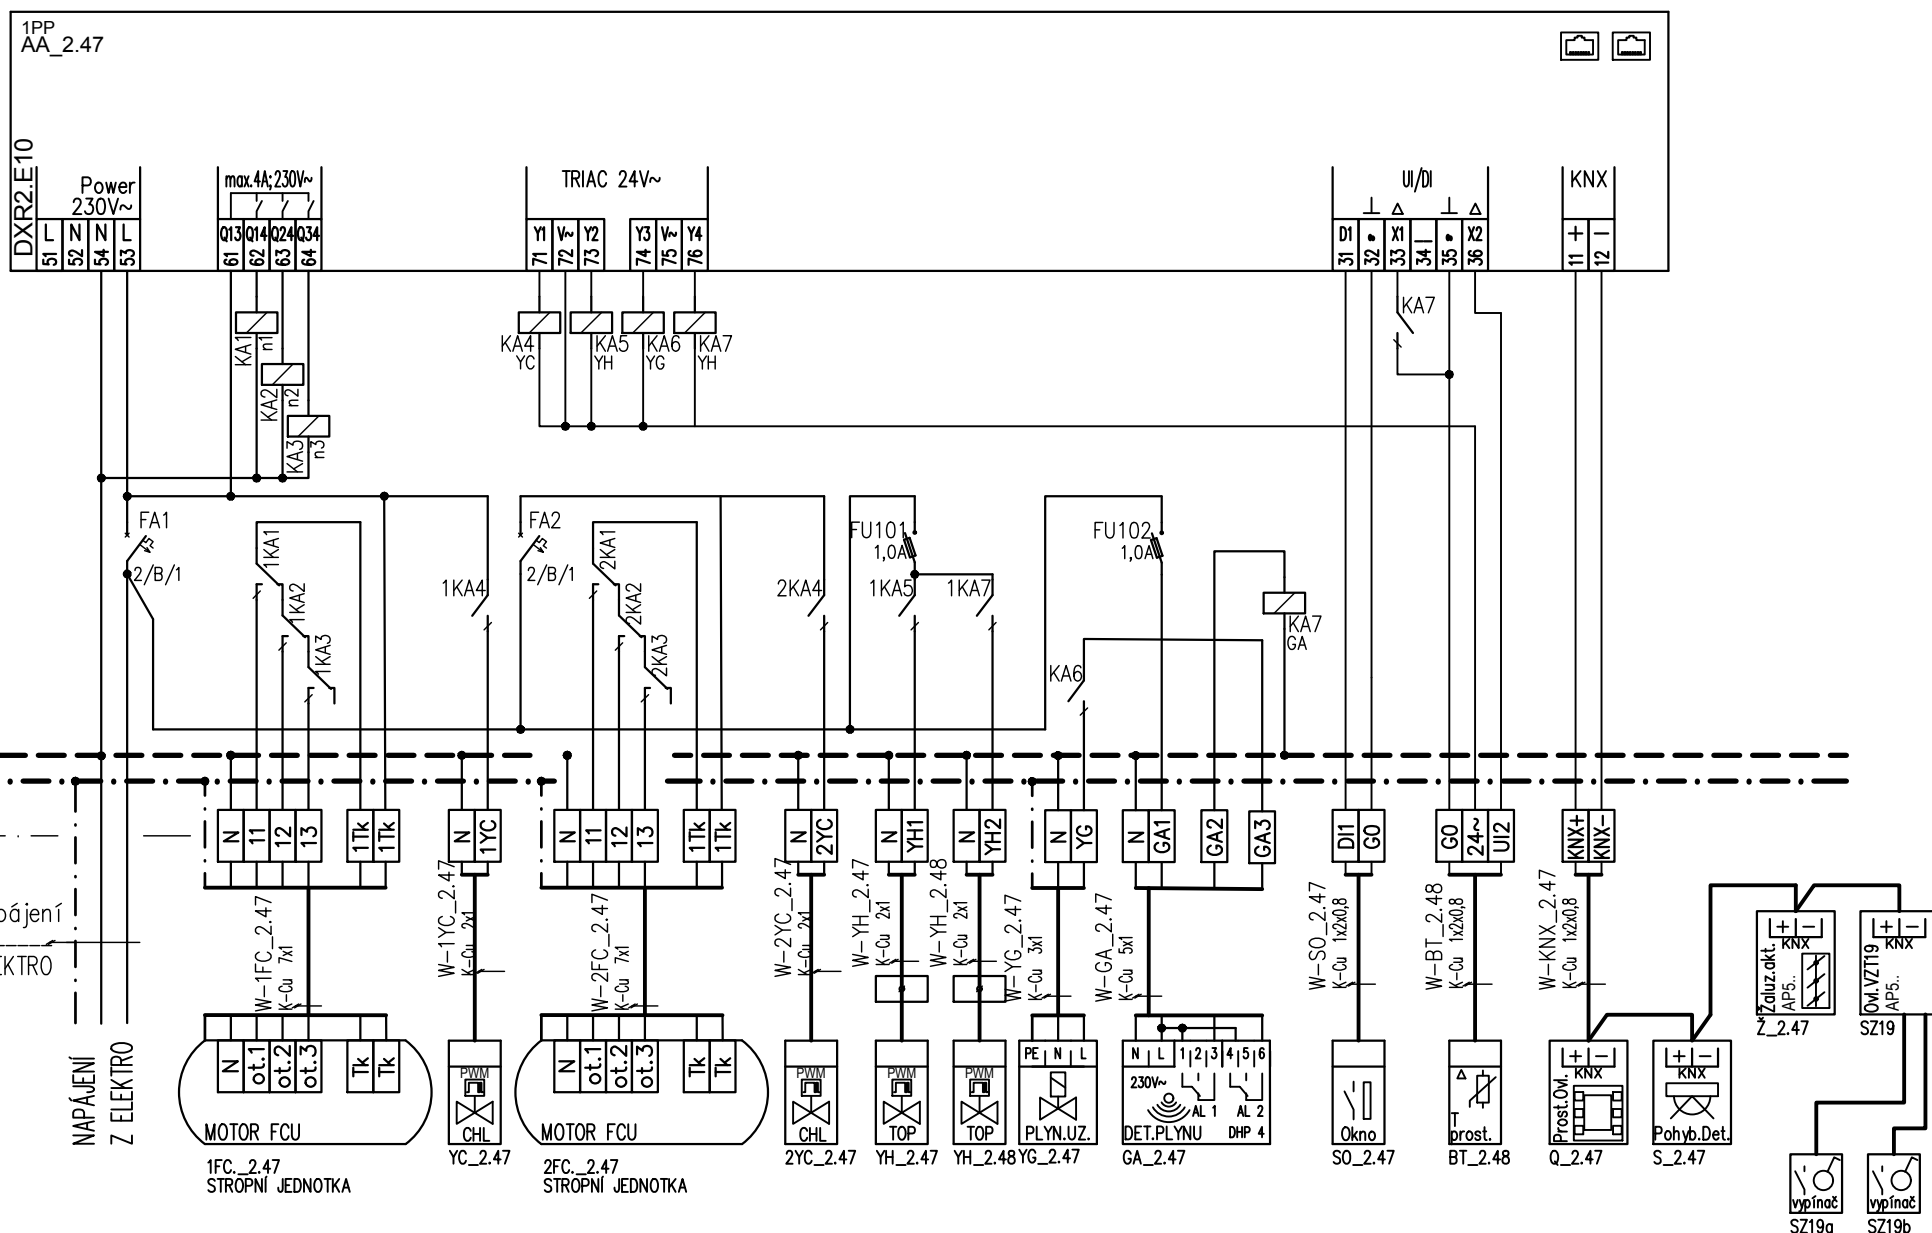 1PP
AA_2.47
DXR2.E10
Power
230V~
L N N L
51 52 54 53
max.4A;230V~
Q13 Q14 Q24 Q34
61 62 63 64
TRIAC 24V~
Y1 V~ Y2 Y3 V~ Y4
71 72 73 74 75 76
UI/DI
D1 X1 X2
31 32 33 34 35 36
KNX
+ −
11 12
KA1
n1
KA2
n2
KA3
n3
KA4
YC
KA5
YH
KA6
YG
KA7
YH
KA7
FA1
2/B/1
1KA1
1KA2
1KA3
1KA4
FA2
2/B/1
2KA1
2KA2
2KA3
2KA4
FU101
1,0A
1KA5
1KA7
FU102
1,0A
KA6
KA7
GA
N 11 12 13 1Tk 1Tk
N 1YC
N 11 12 13 1Tk 1Tk
N 2YC
N YH1
N YH2
N YG
N GA1 GA2 GA3
DI1 G0
G0 24~ UI2
KNX+ KNX-
pájení
EKTRO
W-1FC_2.47
K-Cu 7x1
W-1YC_2.47
K-Cu 2x1
W-2FC_2.47
K-Cu 7x1
W-2YC_2.47
K-Cu 2x1
W-YH_2.47
K-Cu 2x1
W-YH_2.48
K-Cu 2x1
W-YG_2.47
K-Cu 3x1
W-GA_2.47
K-Cu 5x1
W-SO_2.47
K-Cu 1x2x0,8
W-BT_2.48
K-Cu 1x2x0,8
W-KNX_2.47
K-Cu 1x2x0,8
NAPÁJENÍ
Z ELEKTRO
N ot.1 ot.2 ot.3 Tk Tk
MOTOR FCU
1FC._2.47
STROPNÍ JEDNOTKA
PWM
CHL
YC_2.47
N ot.1 ot.2 ot.3 Tk Tk
MOTOR FCU
2FC._2.47
STROPNÍ JEDNOTKA
PWM
CHL
2YC_2.47
PWM
TOP
YH_2.47
PWM
TOP
YH_2.48
PE N L
PLYN.UZ.
YG_2.47
N L 1 2 3 4 5 6
230V~
AL 1
AL 2
DET.PLYNU DHP 4
GA_2.47
Okno
SO_2.47
T
prost.
BT_2.48
+ −
KNX
Prost.Ovl.
Q_2.47
+ −
KNX
Pohyb.Det.
S_2.47
+ −
KNX
Žaluz.akt.
AP5..
Ž_2.47
+ −
KNX
Ovl.VZT19
AP5..
SZ19
vypínač
SZ19a
vypínač
SZ19b